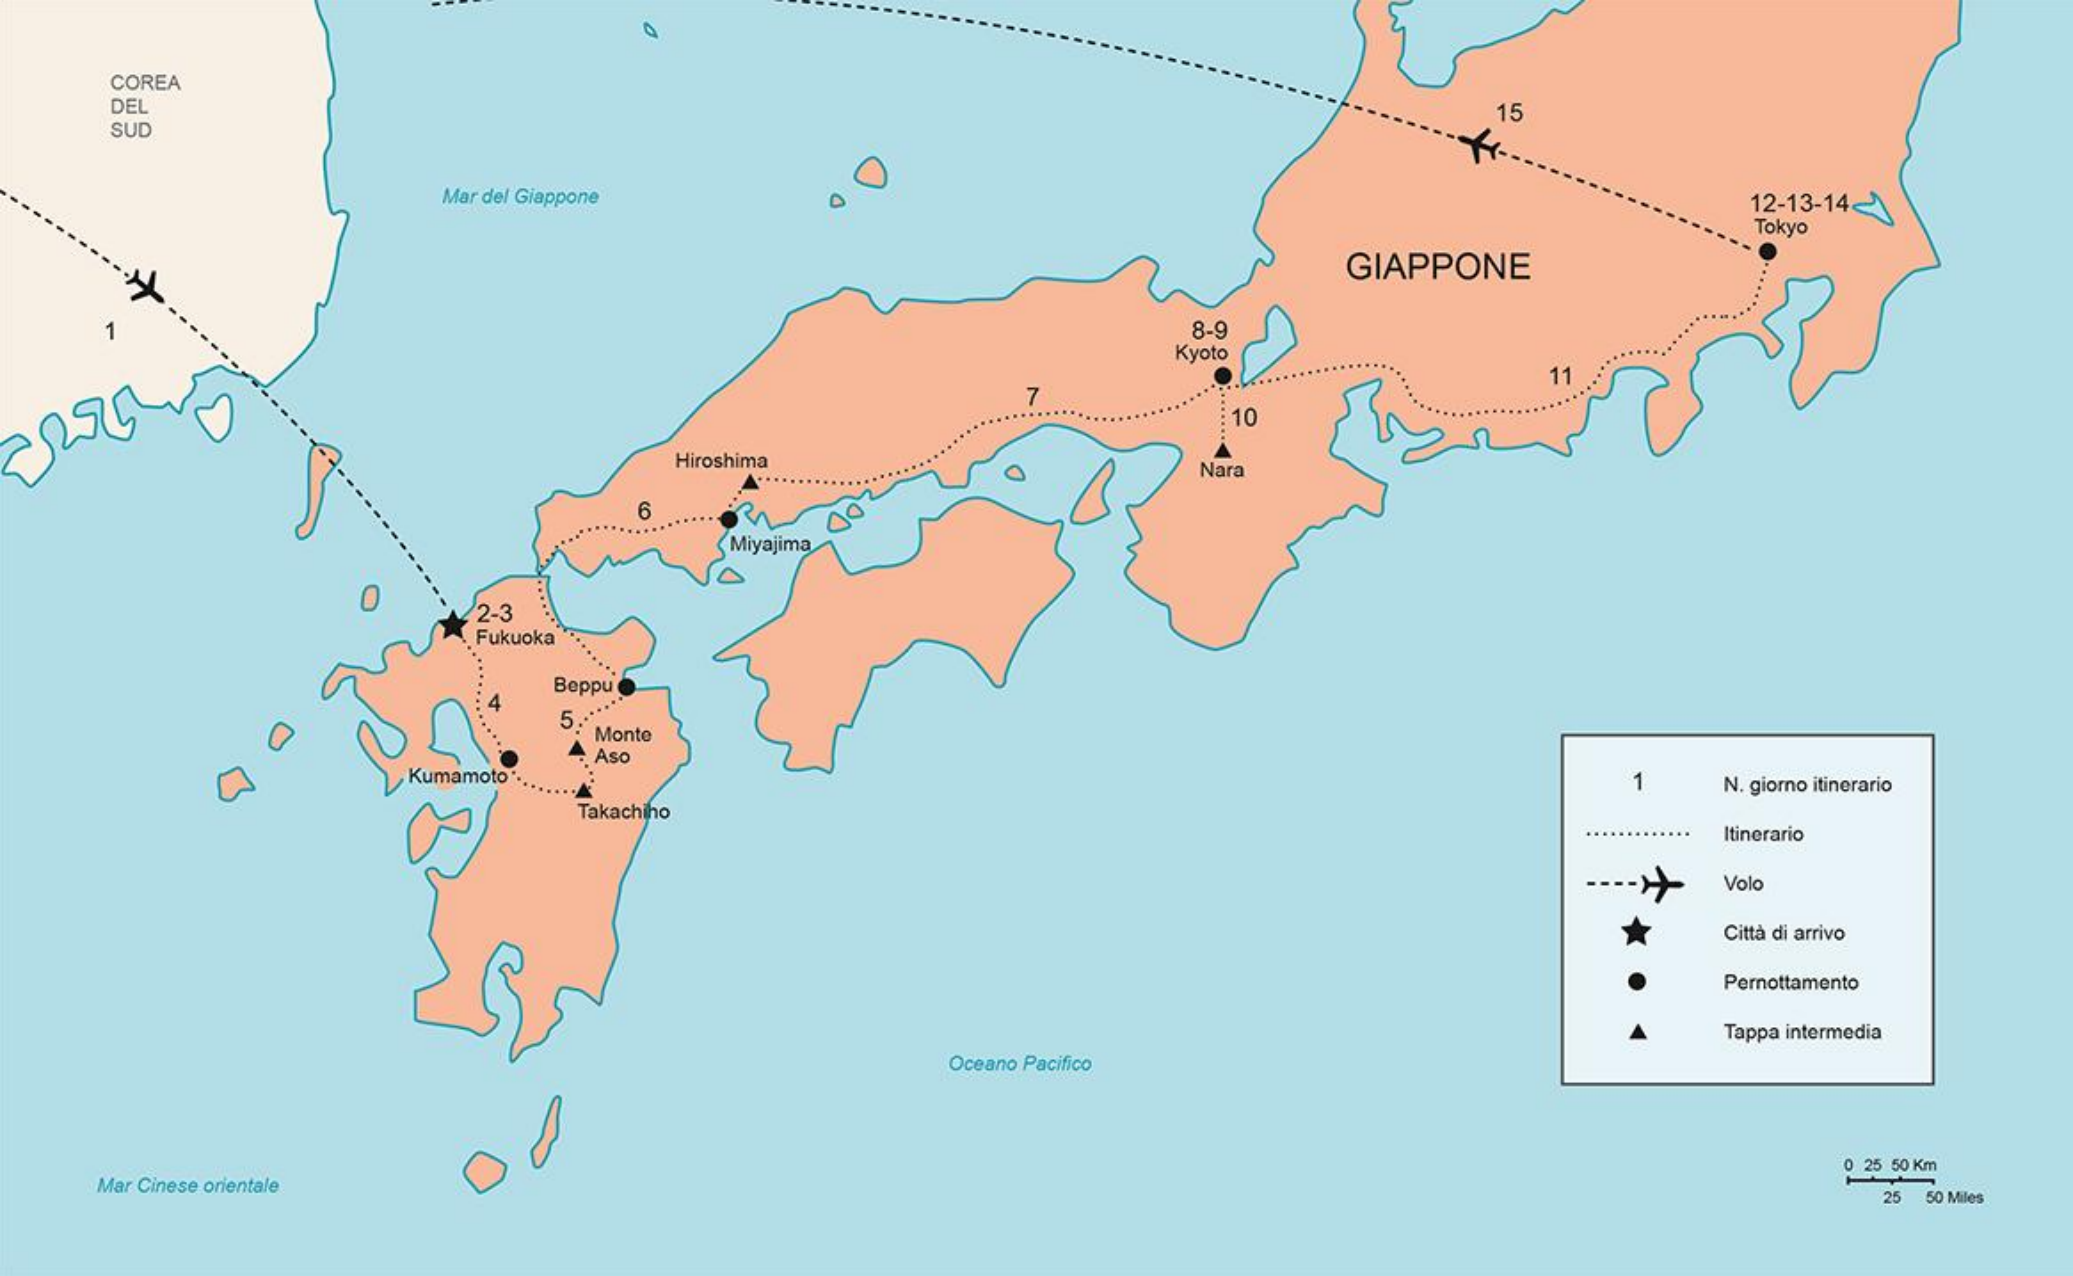 COREA
DEL
SUD
Mar del Giappone
15
12-13-14
Tokyo
GIAPPONE
1
8-9
Kyoto
7
11
10
Hiroshima
Nara
6
Miyajima
2-3
Fukuoka
Beppu
4
5
Monte
Aso
Kumamoto
Takachiho
1 N. giorno itinerario
Itinerario
Volo
Città di arrivo
Pernottamento
Tappa intermedia
Oceano Pacifico
Mar Cinese orientale
0 25 50 Km
25 50 Miles